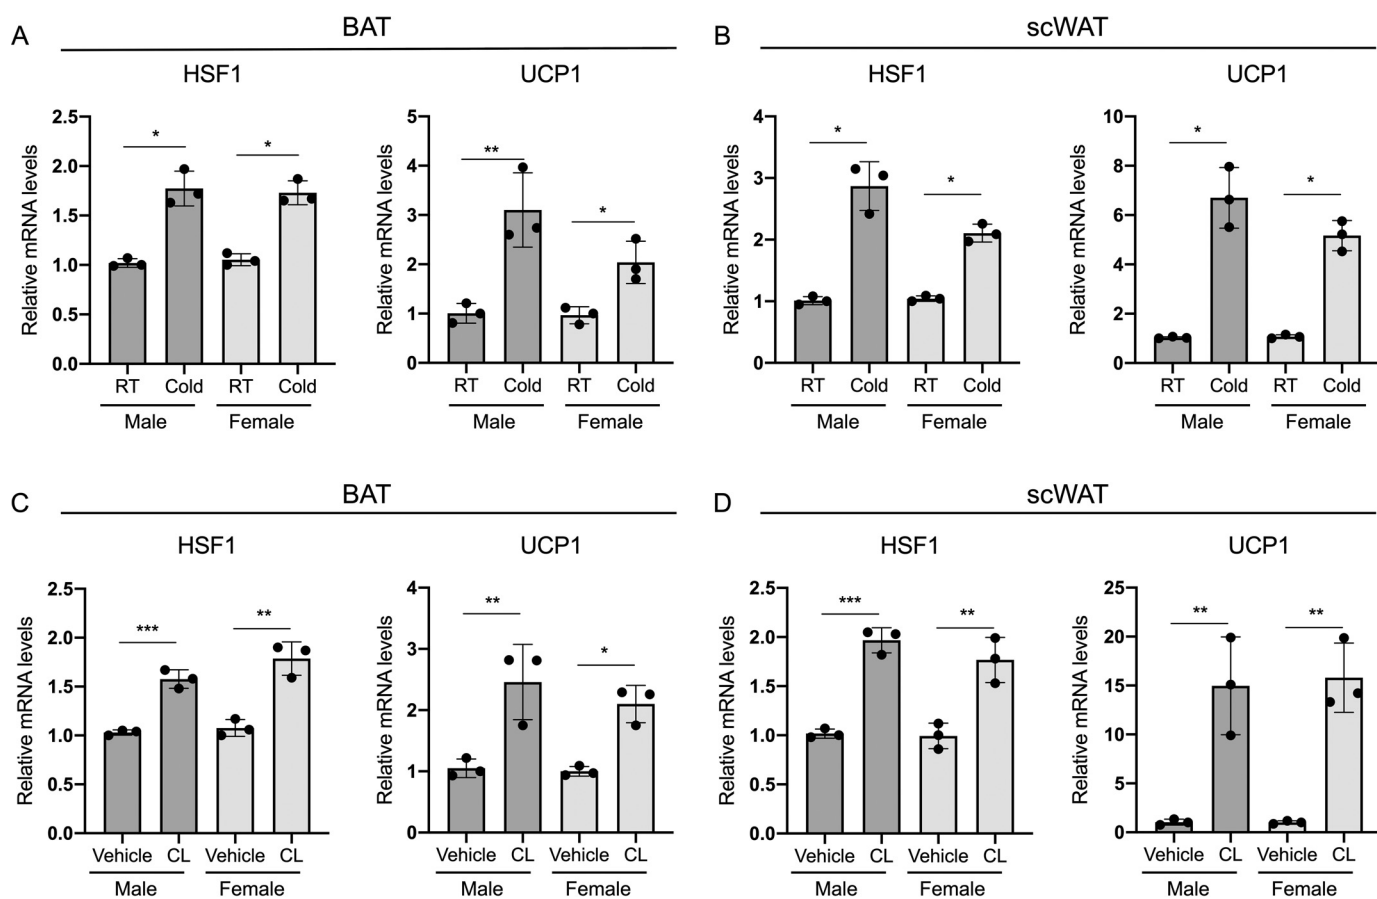 A
BAT
HSF1
UCP1
Relative mRNA levels
2.5
2.0
1.5
1.0
0.5
0.0
*
*
RT
Cold
RT
Cold
Male
Female
Relative mRNA levels
5
4
3
2
1
0
**
*
RT
Cold
RT
Cold
Male
Female
B
scWAT
HSF1
UCP1
Relative mRNA levels
4
3
2
1
0
*
*
RT
Cold
RT
Cold
Male
Female
Relative mRNA levels
10
8
6
4
2
0
*
*
RT
Cold
RT
Cold
Male
Female
C
BAT
HSF1
UCP1
Relative mRNA levels
2.5
2.0
1.5
1.0
0.5
0.0
***
**
Vehicle
CL
Vehicle
CL
Male
Female
Relative mRNA levels
4
3
2
1
0
**
*
Vehicle
CL
Vehicle
CL
Male
Female
D
scWAT
HSF1
UCP1
Relative mRNA levels
2.5
2.0
1.5
1.0
0.5
0.0
***
**
Vehicle
CL
Vehicle
CL
Male
Female
Relative mRNA levels
25
20
15
10
5
0
**
**
Vehicle
CL
Vehicle
CL
Male
Female